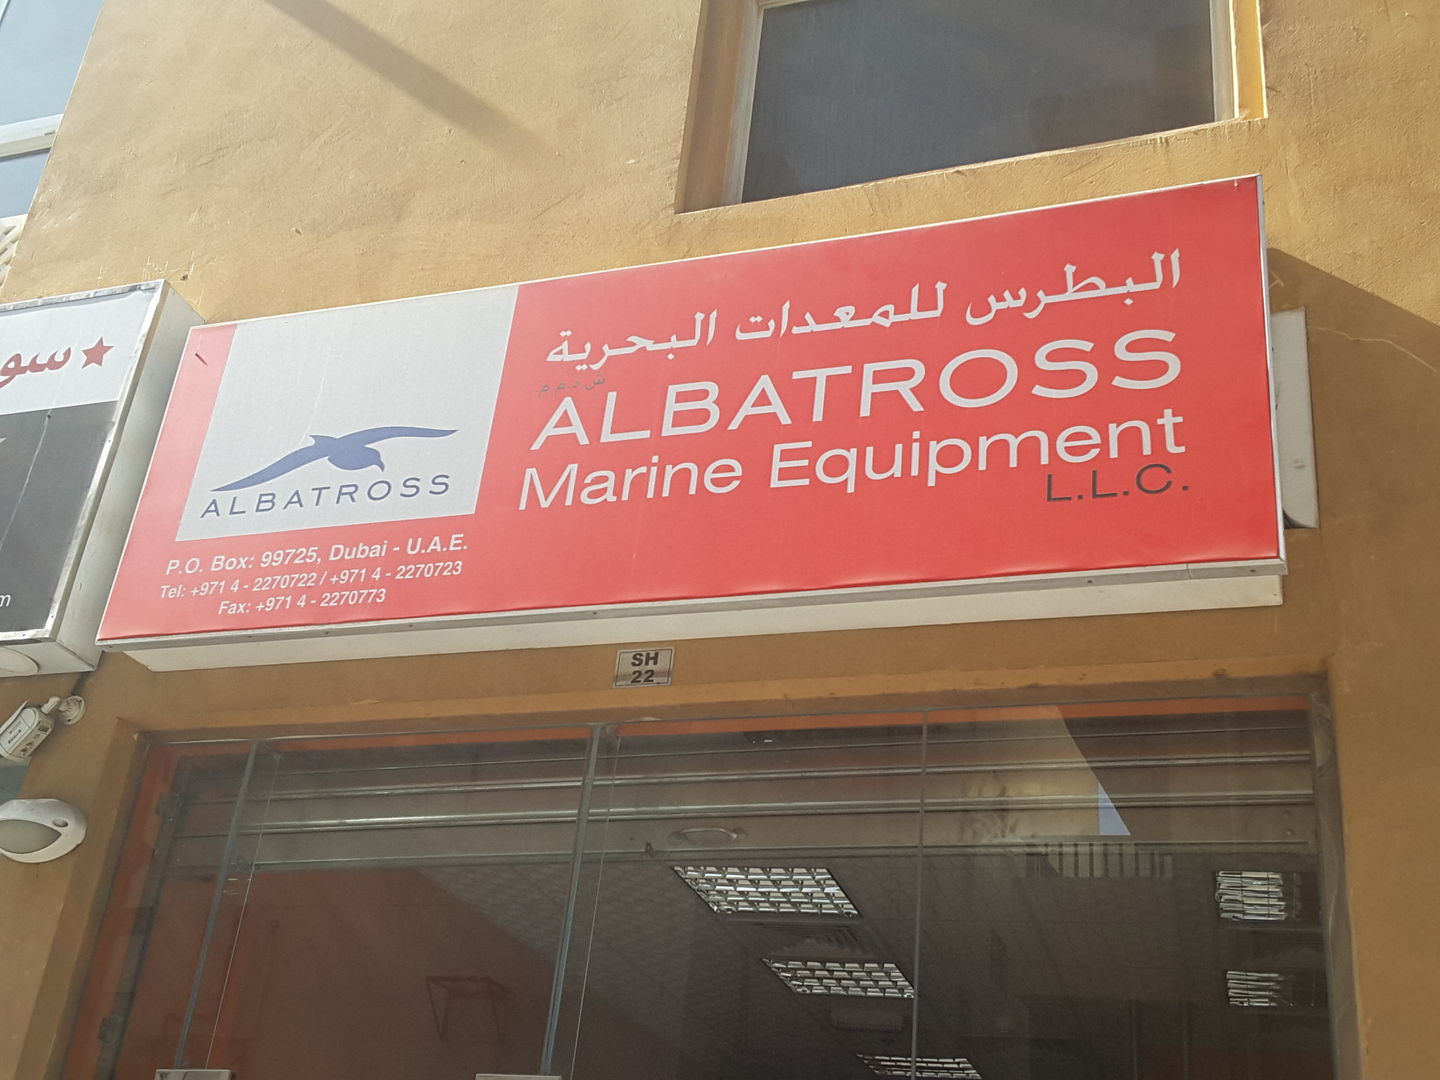 البطرس للمعدات البحرية
ش.ذ.م.م
ALBATROSS
Marine Equipment
L.L.C.
ALBATROSS
P.O. Box: 99725, Dubai - U.A.E.
Tel: +971 4 - 2270722 / +971 4 - 2270723
Fax: +971 4 - 2270773
SH
22
سو
m